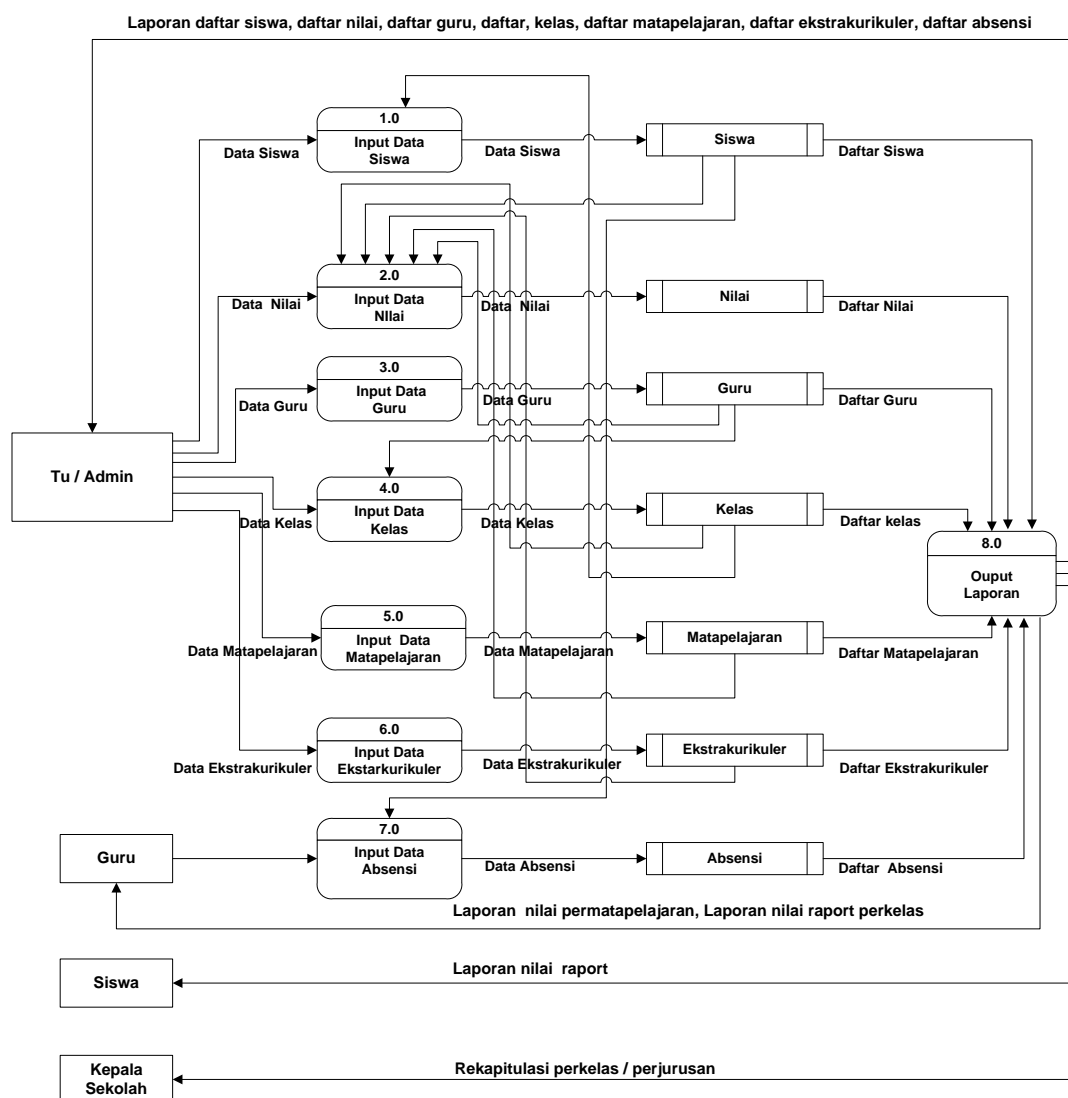 Laporan daftar siswa, daftar nilai, daftar guru, daftar, kelas, daftar matapelajaran, daftar ekstrakurikuler, daftar absensi
1.0
Input Data
Siswa
Data Siswa
Data Siswa
Siswa
Daftar Siswa
2.0
Input Data
NIlai
Data Nilai
Data Nilai
Nilai
Daftar Nilai
3.0
Input Data
Guru
Data Guru
Data Guru
Guru
Daftar Guru
Tu / Admin
4.0
Input Data
Kelas
Data Kelas
Data Kelas
Kelas
Daftar kelas
8.0
Ouput
Laporan
5.0
Input Data
Matapelajaran
Data Matapelajaran
Data Matapelajaran
Matapelajaran
Daftar Matapelajaran
6.0
Input Data
Ekstarkurikuler
Data Ekstrakurikuler
Data Ekstrakurikuler
Ekstrakurikuler
Daftar Ekstrakurikuler
Guru
7.0
Input Data
Absensi
Data Absensi
Absensi
Daftar Absensi
Laporan nilai permatapelajaran, Laporan nilai raport perkelas
Siswa
Laporan nilai raport
Kepala
Sekolah
Rekapitulasi perkelas / perjurusan